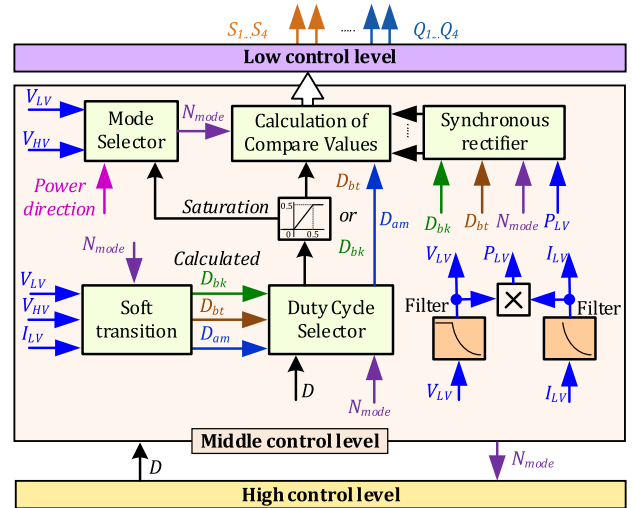 S1...S4 ..... Q1...Q4
Low control level
VLV
VHV
Mode
Selector
Nmode
Calculation of
Compare Values
Synchronous
rectifier
Power
direction
Saturation
0.5
0 0.5
Dbt
or
Dbk
Dam
Dbk Dbt Nmode PLV
Nmode
Calculated
VLV
VHV
ILV
Soft
transition
Dbk
Dbt
Dam
Duty Cycle
Selector
D
Nmode
VLV PLV ILV
Filter
×
Filter
VLV ILV
Middle control level
D
Nmode
High control level